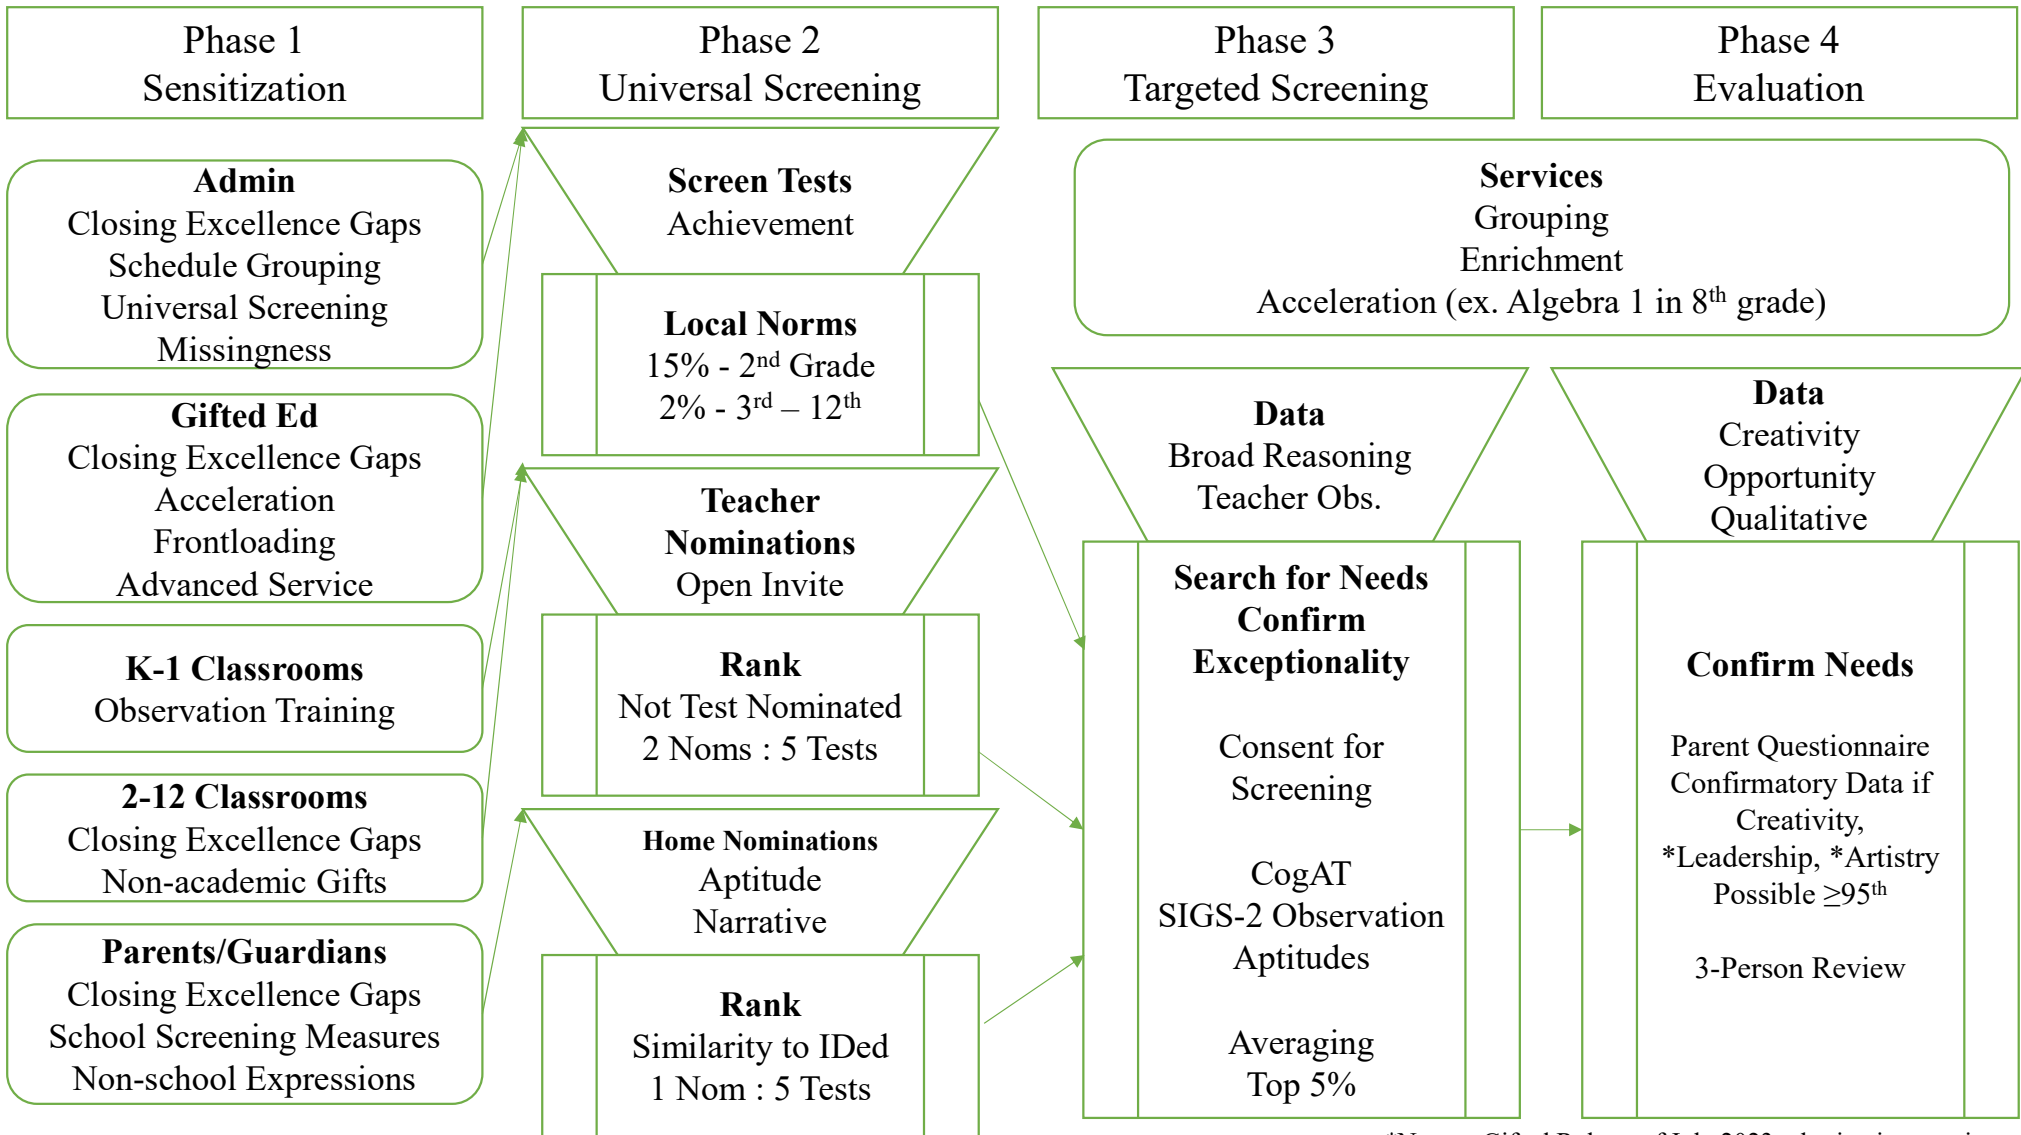 Phase 1
Sensitization
Phase 2
Universal Screening
Phase 3
Targeted Screening
Phase 4
Evaluation
Admin
Closing Excellence Gaps
Schedule Grouping
Universal Screening
Missingness
Gifted Ed
Closing Excellence Gaps
Acceleration
Frontloading
Advanced Service
K-1 Classrooms
Observation Training
2-12 Classrooms
Closing Excellence Gaps
Non-academic Gifts
Parents/Guardians
Closing Excellence Gaps
School Screening Measures
Non-school Expressions
Screen Tests
Achievement
Local Norms
15% - 2nd Grade
2% - 3rd – 12th
Teacher
Nominations
Open Invite
Rank
Not Test Nominated
2 Noms : 5 Tests
Home Nominations
Aptitude
Narrative
Rank
Similarity to IDed
1 Nom : 5 Tests
Services
Grouping
Enrichment
Acceleration (ex. Algebra 1 in 8th grade)
Data
Broad Reasoning
Teacher Obs.
Search for Needs
Confirm
Exceptionality
Consent for
Screening
CogAT
SIGS-2 Observation
Aptitudes
Averaging
Top 5%
Data
Creativity
Opportunity
Qualitative
Confirm Needs
Parent Questionnaire
Confirmatory Data if
Creativity,
*Leadership, *Artistry
Possible ≥95th
3-Person Review